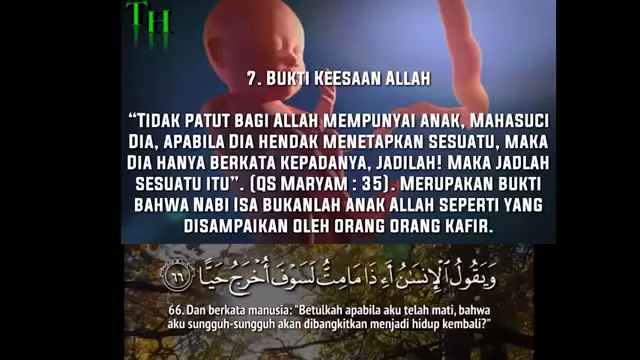 TH
7. BUKTI KEESAAN ALLAH
“TIDAK PATUT BAGI ALLAH MEMPUNYAI ANAK, MAHASUCI
DIA, APABILA DIA HENDAK MENETAPKAN SESUATU, MAKA
DIA HANYA BERKATA KEPADANYA, JADILAH! MAKA JADLAH
SESUATU ITU”. (QS MARYAM : 35). MERUPAKAN BUKTI
BAHWA NABI ISA BUKANLAH ANAK ALLAH SEPERTI YANG
DISAMPAIKAN OLEH ORANG ORANG KAFIR.
وَيَقُولُ ٱلْإِنسَٰنُ أَءِذَا مَا مِتُّ لَسَوْفَ أُخْرَجُ حَيًّا ٦٦
66. Dan berkata manusia: "Betulkah apabila aku telah mati, bahwa
aku sungguh-sungguh akan dibangkitkan menjadi hidup kembali?"